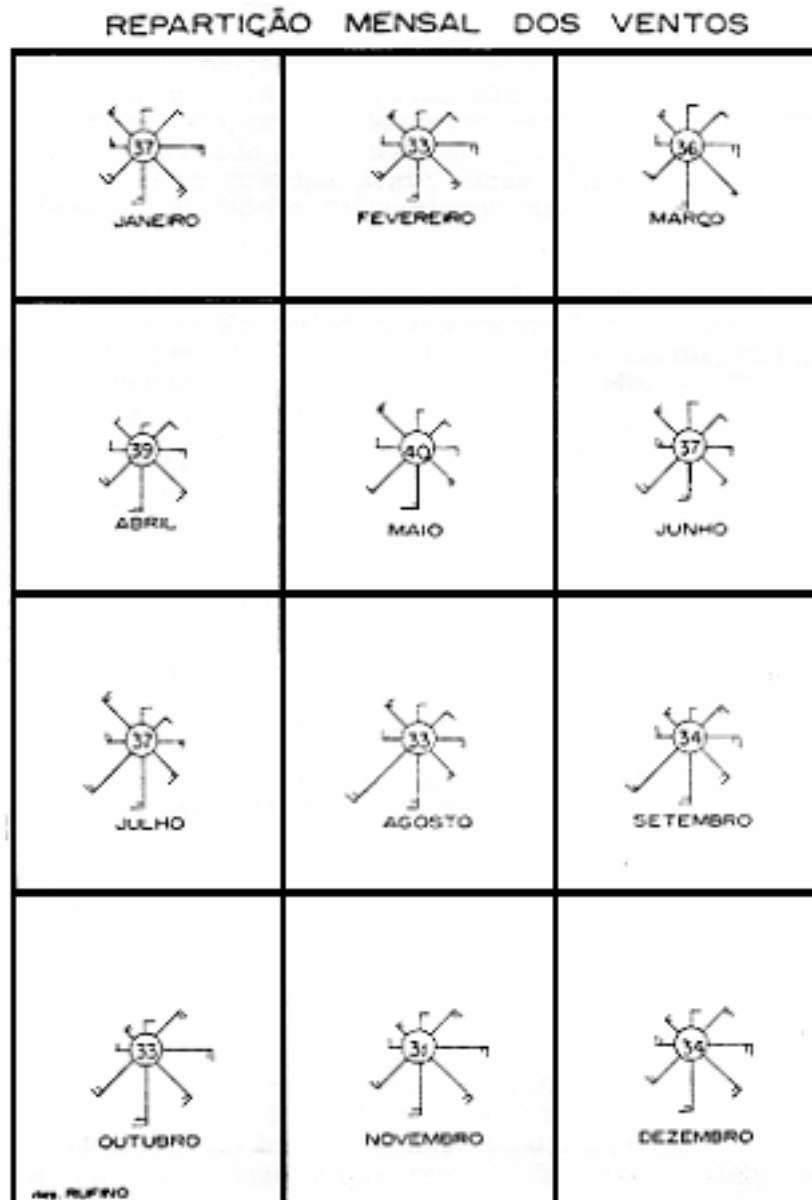 REPARTIÇÃO MENSAL DOS VENTOS
37
JANEIRO
33
FEVEREIRO
36
MARÇO
39
ABRIL
40
MAIO
37
JUNHO
37
JULHO
33
AGOSTO
34
SETEMBRO
33
OUTUBRO
NOVEMBRO
34
DEZEMBRO
des. RUFINO